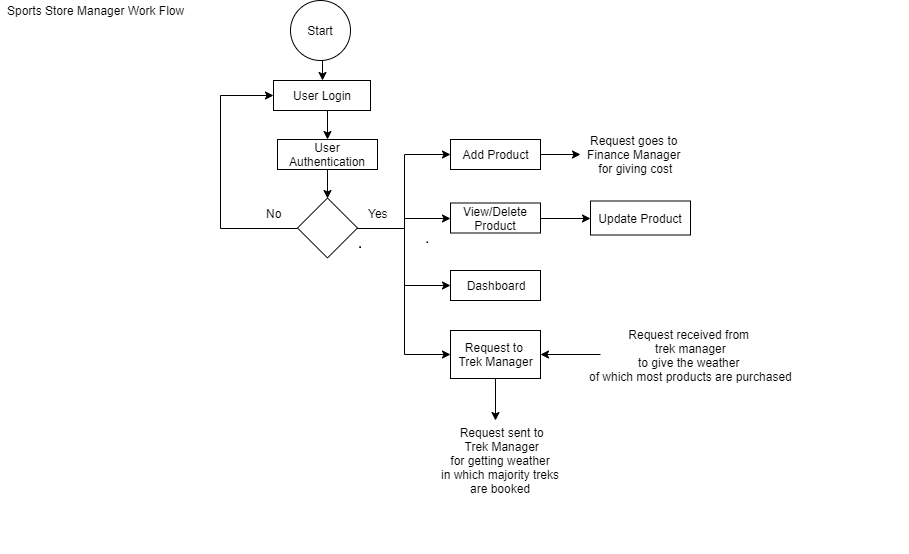 Sports Store Manager Work Flow
Start
User Login
User
Authentication
No
Yes
Add Product
Request goes to
Finance Manager
for giving cost
View/Delete
Product
Update Product
Dashboard
Request to
Trek Manager
Request received from
trek manager
to give the weather
of which most products are purchased
Request sent to
Trek Manager
for getting weather
in which majority treks
are booked